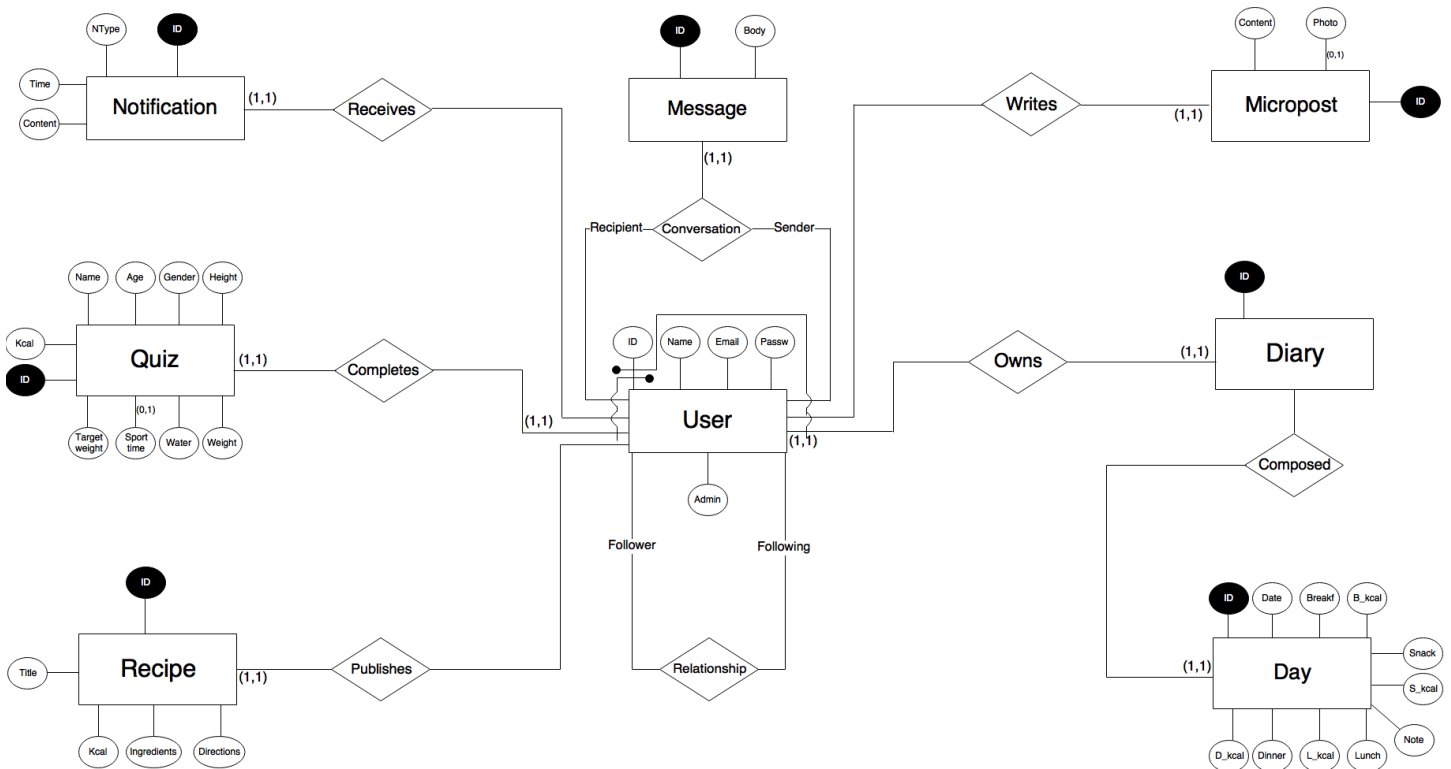 NType
ID
Time
Content
Notification
(1,1)
Receives
ID
Body
Message
(1,1)
Recipient
Conversation
Sender
Content
Photo
(0,1)
Writes
(1,1)
Micropost
ID
Name
Age
Gender
Height
Kcal
ID
Quiz
(1,1)
Completes
(1,1)
(0,1)
Target
weight
Sport
time
Water
Weight
ID
Name
Email
Passw
User
(1,1)
Admin
Owns
(1,1)
ID
Diary
Composed
Follower
Following
Relationship
ID
Title
Recipe
(1,1)
Publishes
Kcal
Ingredients
Directions
ID
Date
Breakf
B_kcal
(1,1)
Day
Snack
S_kcal
Note
D_kcal
Dinner
L_kcal
Lunch